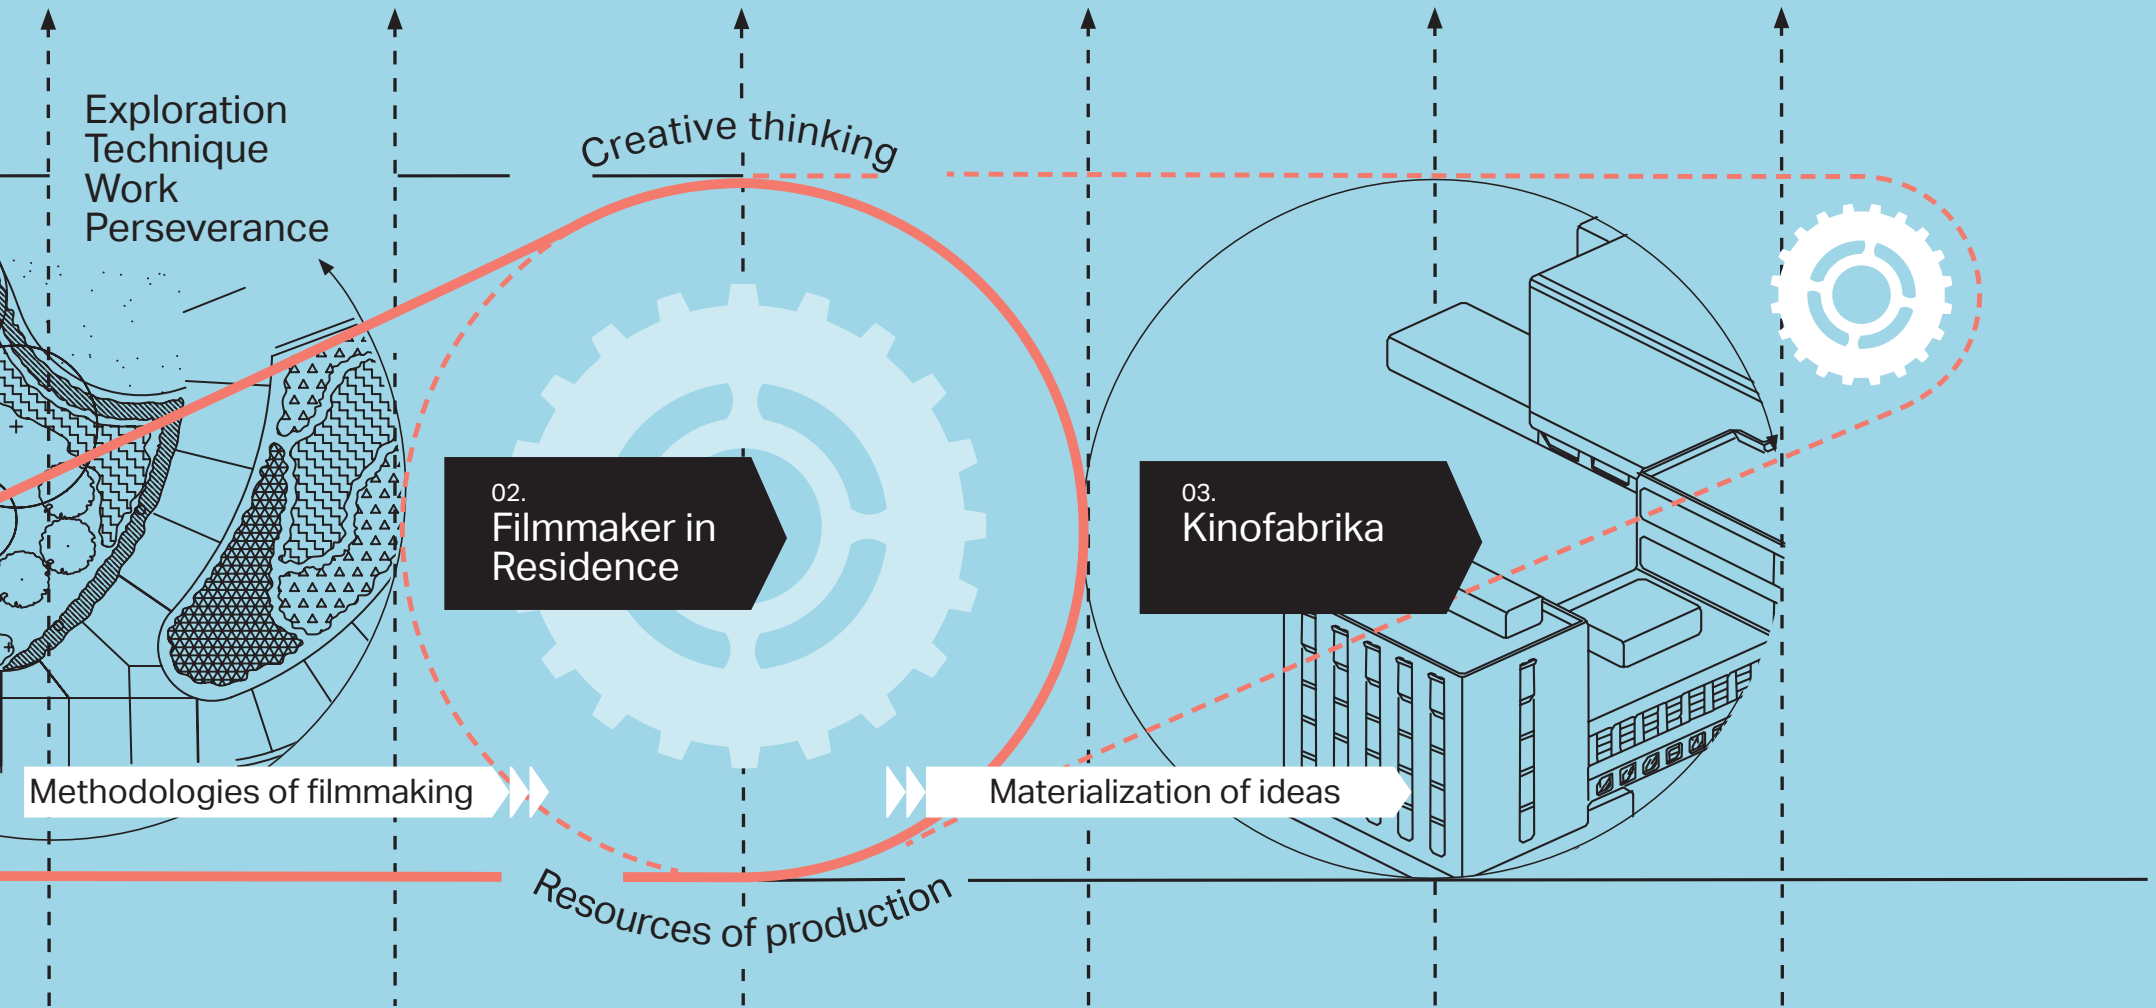 Exploration
Technique
Work
Perseverance
Creative thinking
02.
Filmmaker in
Residence
03.
Kinofabrika
Methodologies of filmmaking
Materialization of ideas
Resources of production